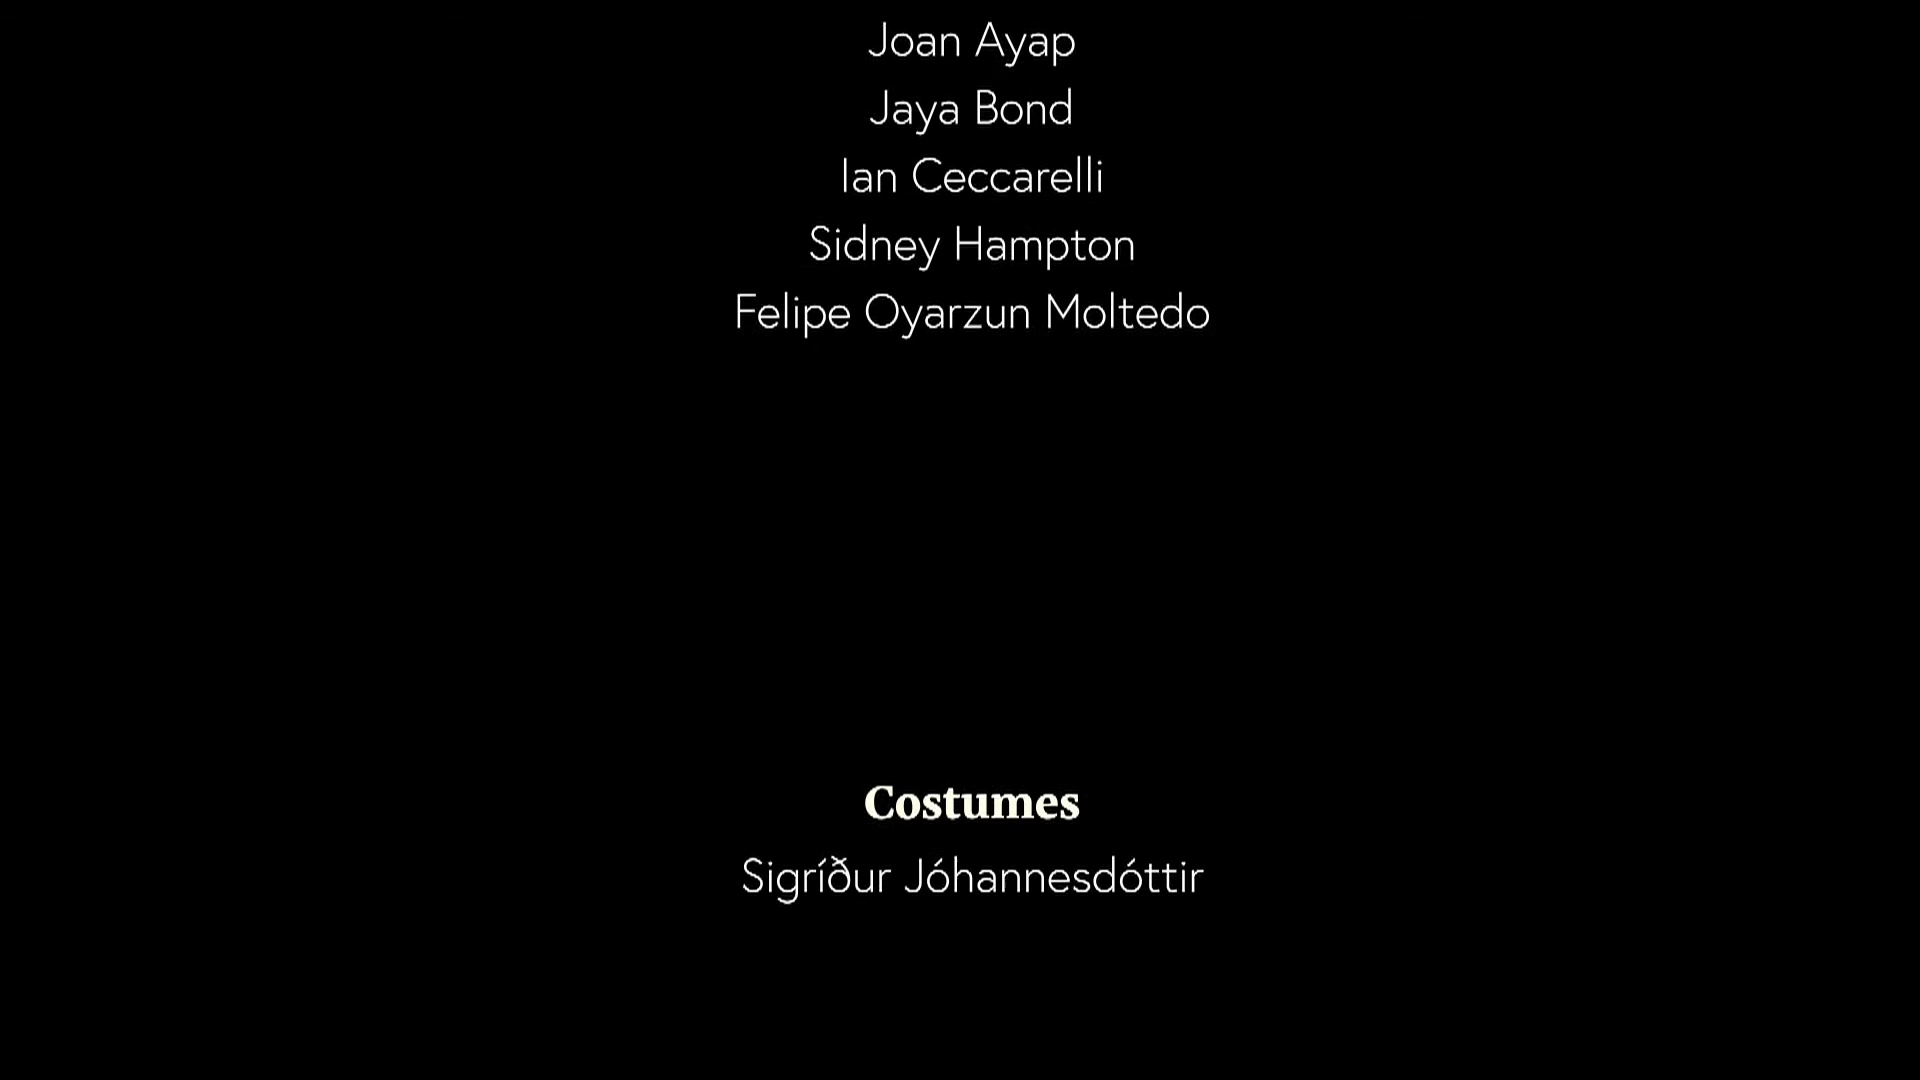 Joan Ayap
Jaya Bond
Ian Ceccarelli
Sidney Hampton
Felipe Oyarzun Moltedo
Costumes
Sigríður Jóhannesdóttir